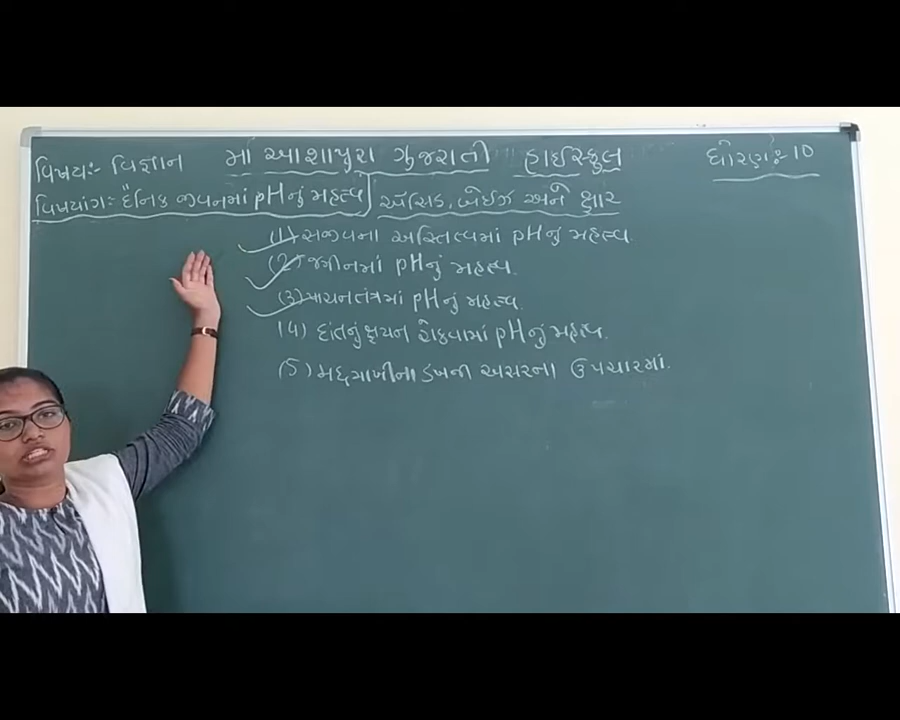 વિષય:- વિજ્ઞાન માં આશાપુરા ગુજરાતી હાઈસ્કૂલ ધોરણ:- 10
વિષયાંગ:- દૈનિક જીવનમાં pHનું મહત્ત્વ ઍસિડ, બેઈઝ અને ક્ષાર
(1) સજીવના અસ્તિત્વમાં pHનું મહત્ત્વ.
(2) જમીનમાં pHનું મહત્ત્વ.
(3) પાચનતંત્રમાં pHનું મહત્ત્વ.
(4) દાંતનું ક્ષયન રોકવામાં pHનું મહત્ત્વ.
(5) મધમાખીના ડંખની અસરના ઉપચારમાં.